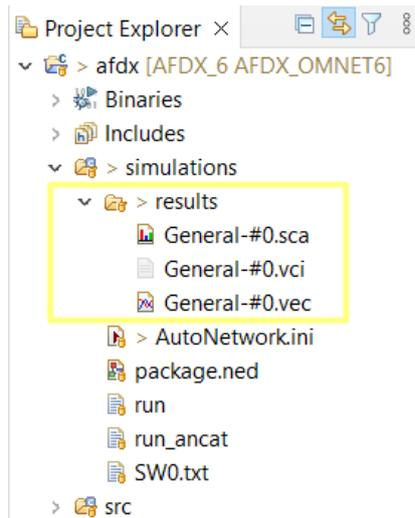 Project Explorer ×
> afdx [AFDX_6 AFDX_OMNET6]
Binaries
Includes
> simulations
> results
General-#0.sca
General-#0.vci
General-#0.vec
> AutoNetwork.ini
package.ned
run
run_ancat
SW0.txt
src